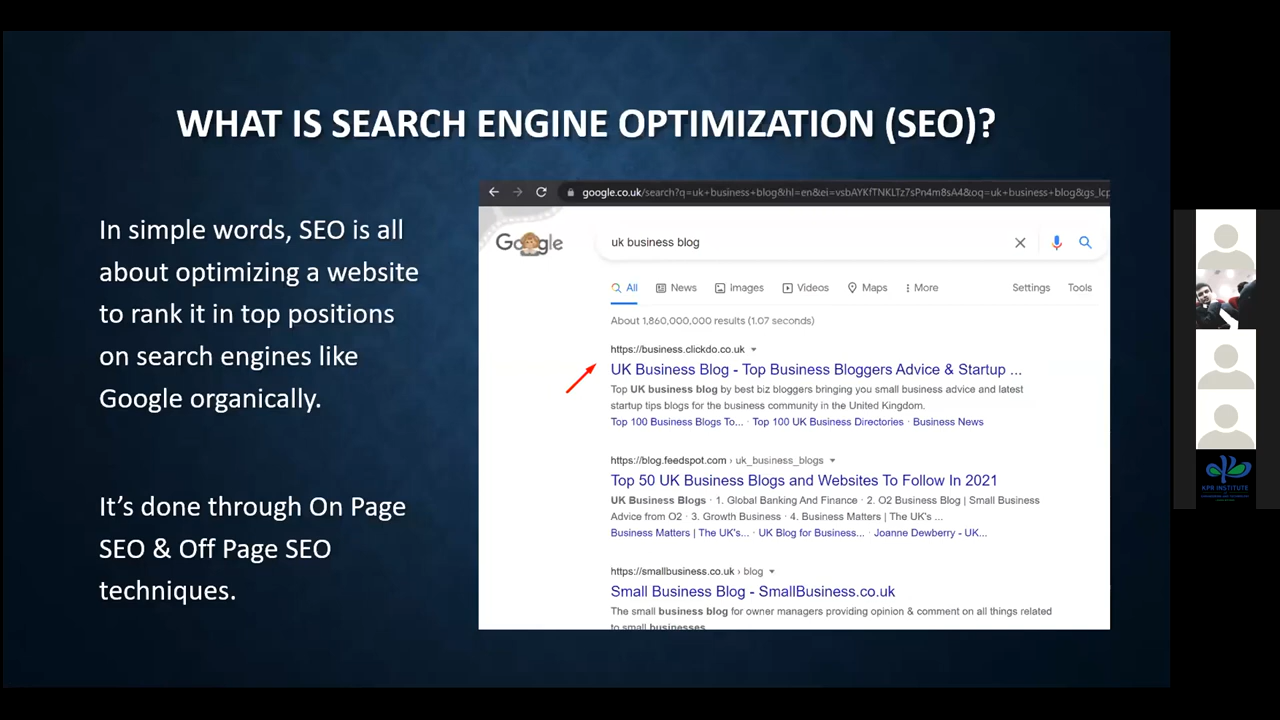 WHAT IS SEARCH ENGINE OPTIMIZATION (SEO)?
In simple words, SEO is all
about optimizing a website
to rank it in top positions
on search engines like
Google organically.
It's done through On Page
SEO & Off Page SEO
techniques.
google.co.uk/search?q=uk+business+blog&hl=en&ei=vsbAYKfTNKLTz7sPn4m8sA4&oq=uk+business+blog&gs_lcp
Google
uk business blog
All News Images Videos Maps More Settings Tools
About 1,860,000,000 results (1.07 seconds)
https://business.clickdo.co.uk
UK Business Blog - Top Business Bloggers Advice & Startup ...
Top UK business blog by best biz bloggers bringing you small business advice and latest
startup tips blogs for the business community in the United Kingdom.
Top 100 Business Blogs To... · Top 100 UK Business Directories · Business News
https://blog.feedspot.com › uk_business_blogs
Top 50 UK Business Blogs and Websites To Follow In 2021
UK Business Blogs · 1. Global Banking And Finance · 2. O2 Business Blog | Small Business
Advice from O2 · 3. Growth Business · 4. Business Matters | The UK's ...
Business Matters | The UK's... · UK Blog for Business... · Joanne Dewberry - UK...
https://smallbusiness.co.uk › blog
Small Business Blog - SmallBusiness.co.uk
The small business blog for owner managers providing opinion & comment on all things related
to small businesses
KPR INSTITUTE